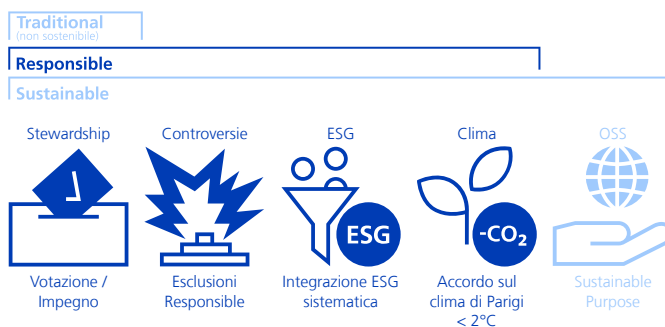 Traditional
(non sostenibile)
Responsible
Sustainable
Stewardship
Controversie
ESG
Clima
OSS
ESG
-CO₂
Votazione /
Impegno
Esclusioni
Responsible
Integrazione ESG
sistematica
Accordo sul
clima di Parigi
< 2°C
Sustainable
Purpose